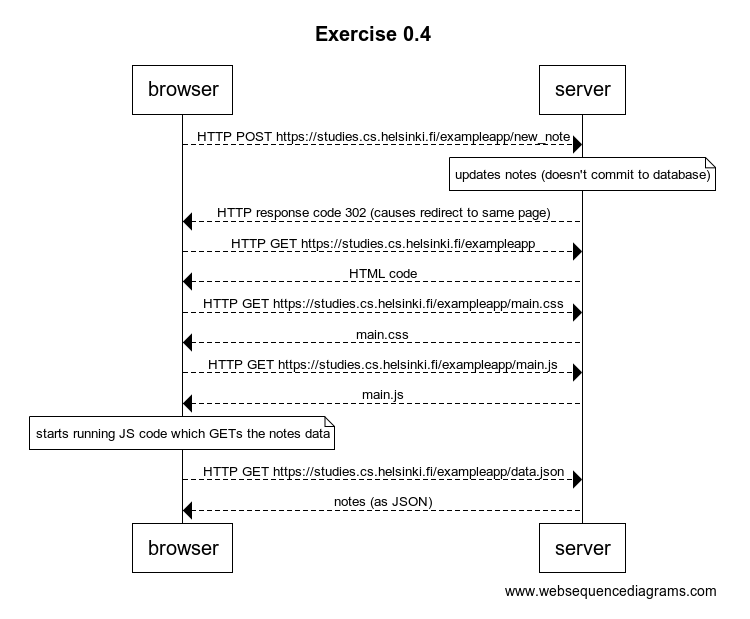 Exercise 0.4
browser
server
HTTP POST https://studies.cs.helsinki.fi/exampleapp/new_note
updates notes (doesn't commit to database)
HTTP response code 302 (causes redirect to same page)
HTTP GET https://studies.cs.helsinki.fi/exampleapp
HTML code
HTTP GET https://studies.cs.helsinki.fi/exampleapp/main.css
main.css
HTTP GET https://studies.cs.helsinki.fi/exampleapp/main.js
main.js
starts running JS code which GETs the notes data
HTTP GET https://studies.cs.helsinki.fi/exampleapp/data.json
notes (as JSON)
browser
server
www.websequencediagrams.com